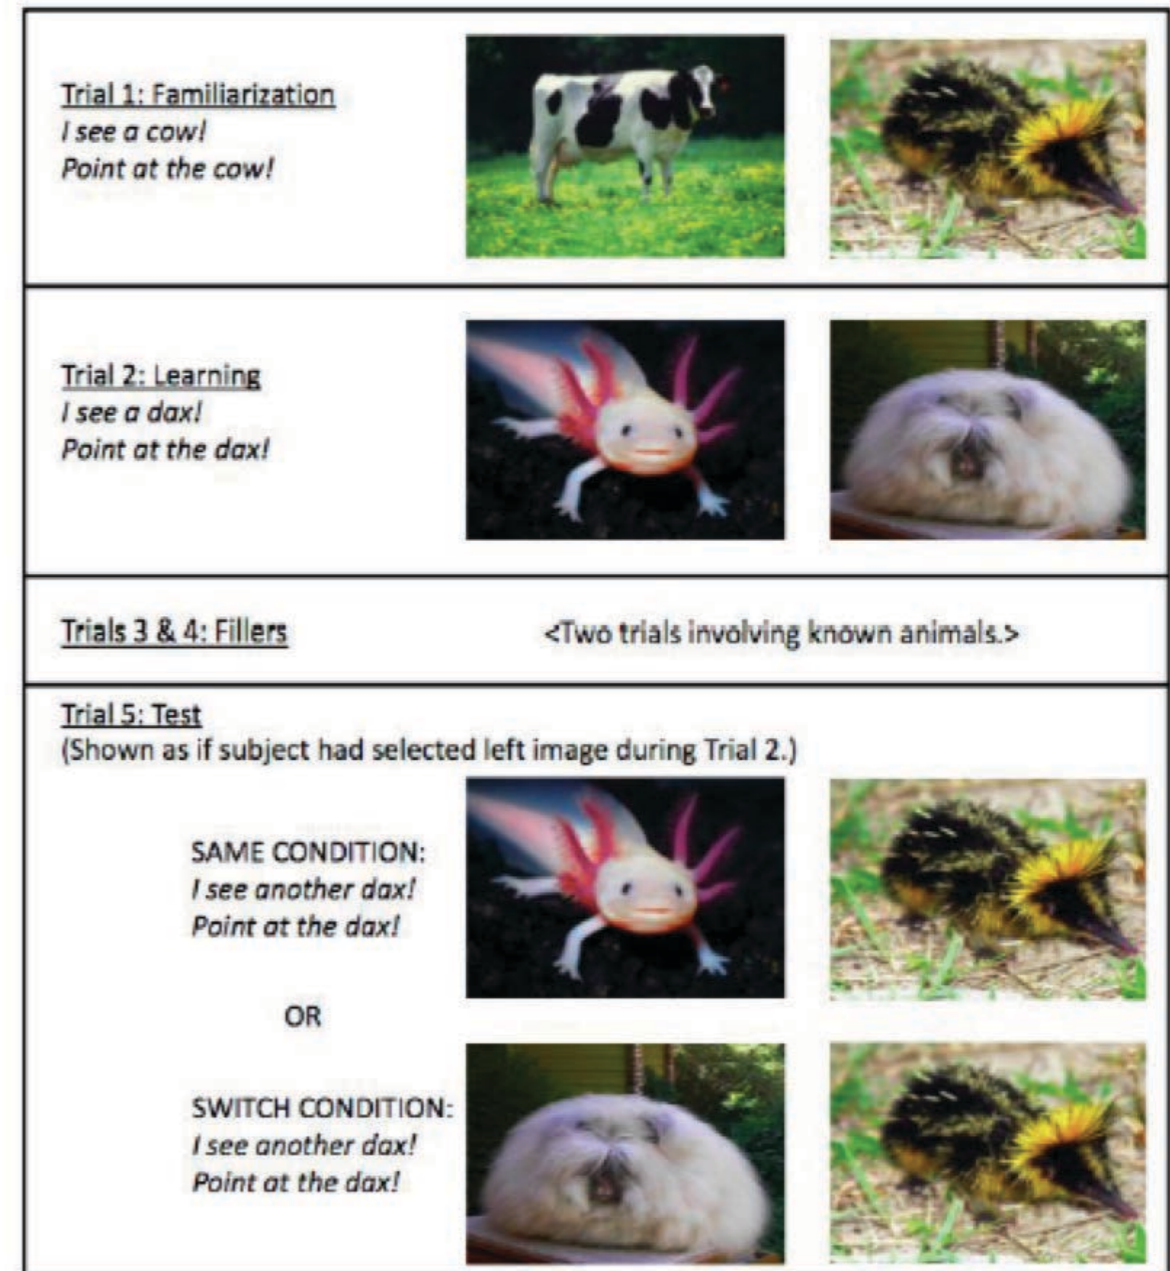 Trial 1: Familiarization
I see a cow!
Point at the cow!
Trial 2: Learning
I see a dax!
Point at the dax!
Trials 3 & 4: Fillers
<Two trials involving known animals.>
Trial 5: Test
(Shown as if subject had selected left image during Trial 2.)
SAME CONDITION:
I see another dax!
Point at the dax!
OR
SWITCH CONDITION:
I see another dax!
Point at the dax!